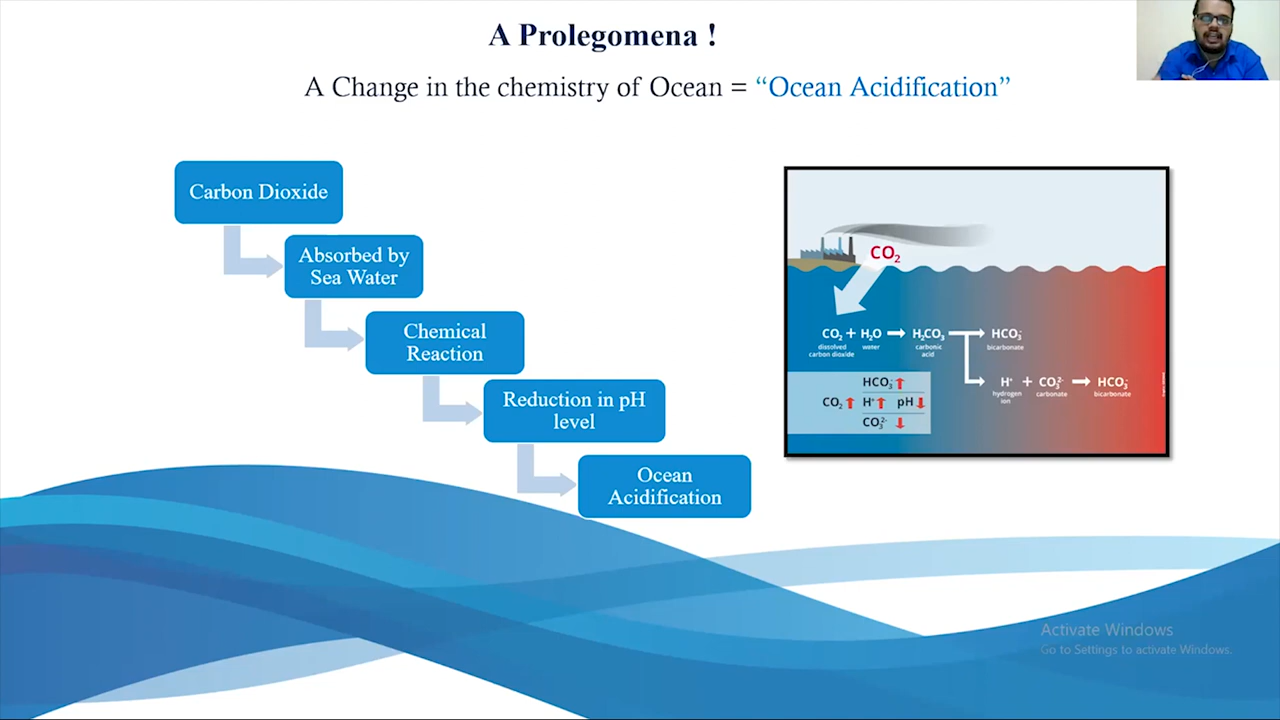 A Prolegomena !
A Change in the chemistry of Ocean = “Ocean Acidification”
Carbon Dioxide
Absorbed by
Sea Water
Chemical
Reaction
Reduction in pH
level
Ocean
Acidification
CO₂
CO₂ + H₂O → H₂CO₃ → HCO₃⁻
dissolved carbon dioxide water carbonic acid bicarbonate
H⁺ + CO₃²⁻ → HCO₃⁻
hydrogen ion carbonate bicarbonate
HCO₃⁻ ↑
CO₂ ↑ H⁺ ↑ pH ↓
CO₃²⁻ ↓
Activate Windows
Go to Settings to activate Windows.